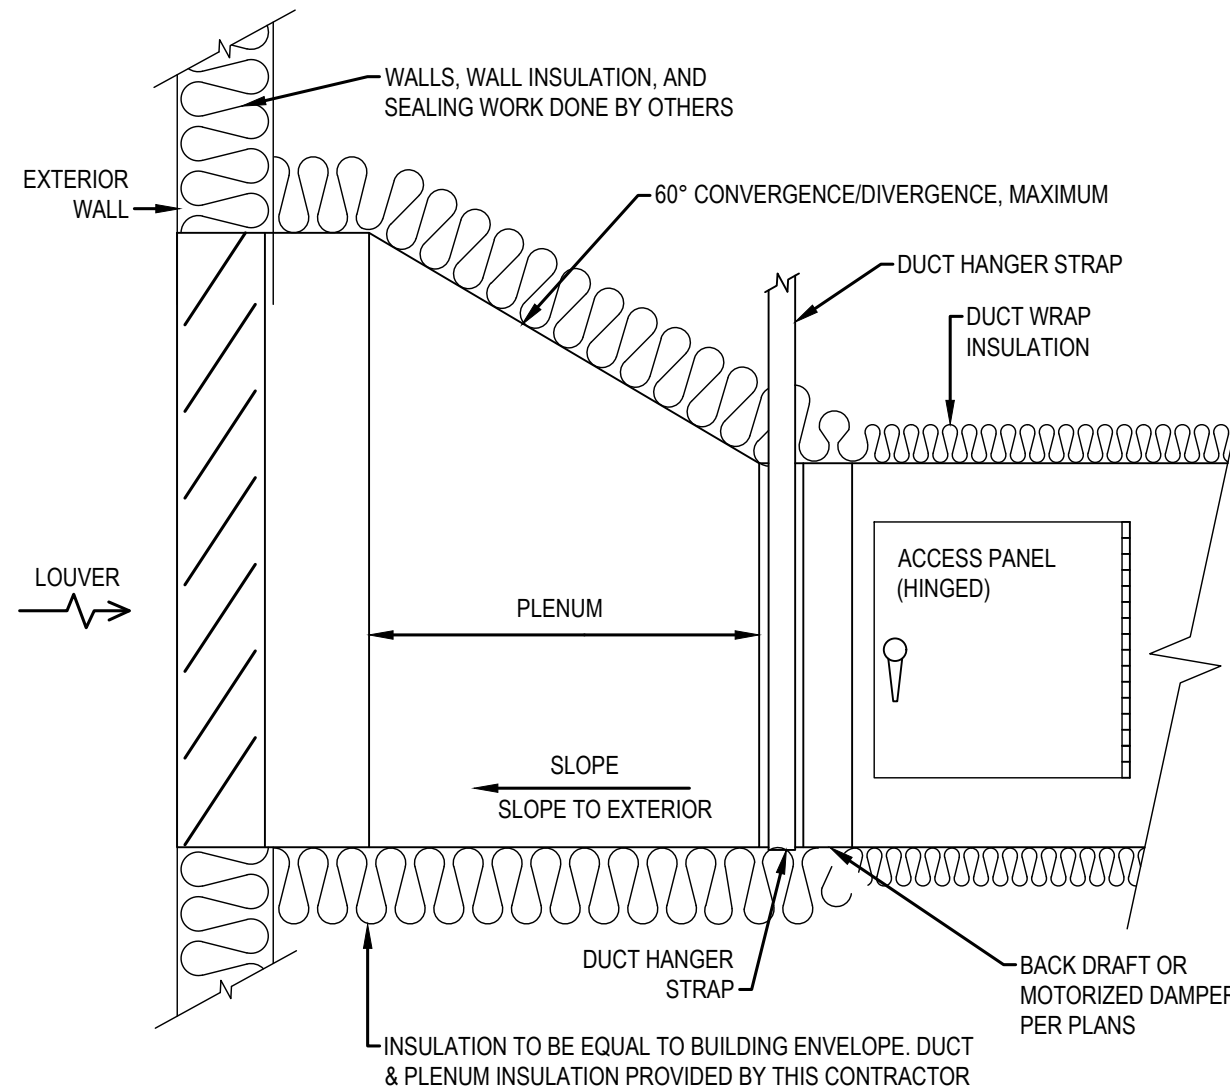 WALLS, WALL INSULATION, AND
SEALING WORK DONE BY OTHERS
EXTERIOR
WALL
60° CONVERGENCE/DIVERGENCE, MAXIMUM
DUCT HANGER STRAP
DUCT WRAP
INSULATION
LOUVER
PLENUM
ACCESS PANEL
(HINGED)
SLOPE
SLOPE TO EXTERIOR
DUCT HANGER
STRAP
BACK DRAFT OR
MOTORIZED DAMPER
PER PLANS
INSULATION TO BE EQUAL TO BUILDING ENVELOPE. DUCT
& PLENUM INSULATION PROVIDED BY THIS CONTRACTOR